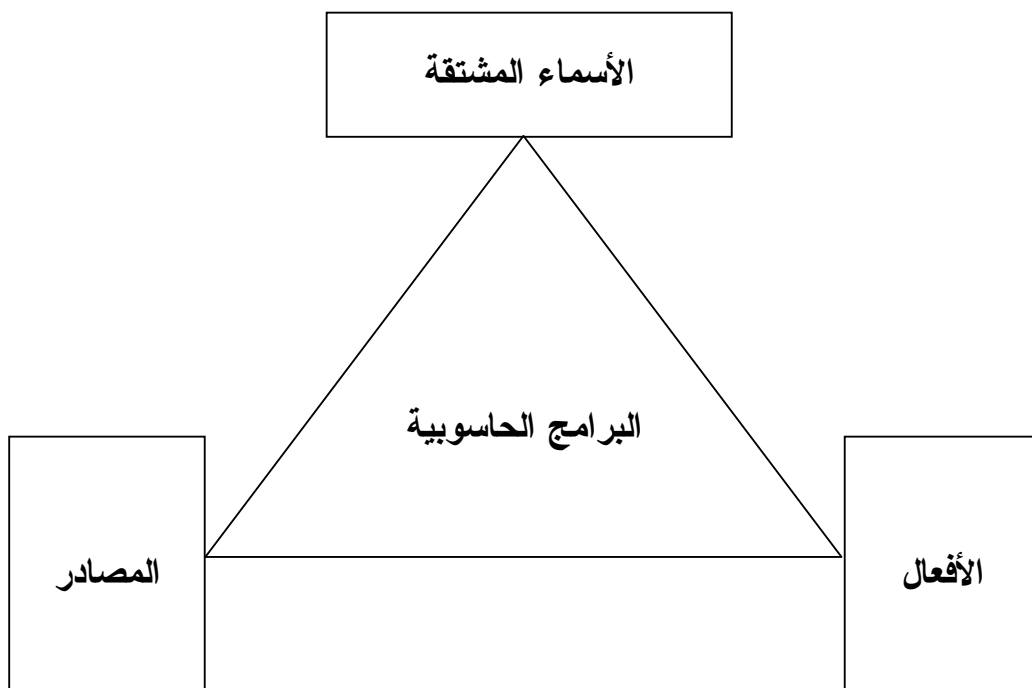 الأسماء المشتقة
البرامج الحاسوبية
الأفعال
المصادر